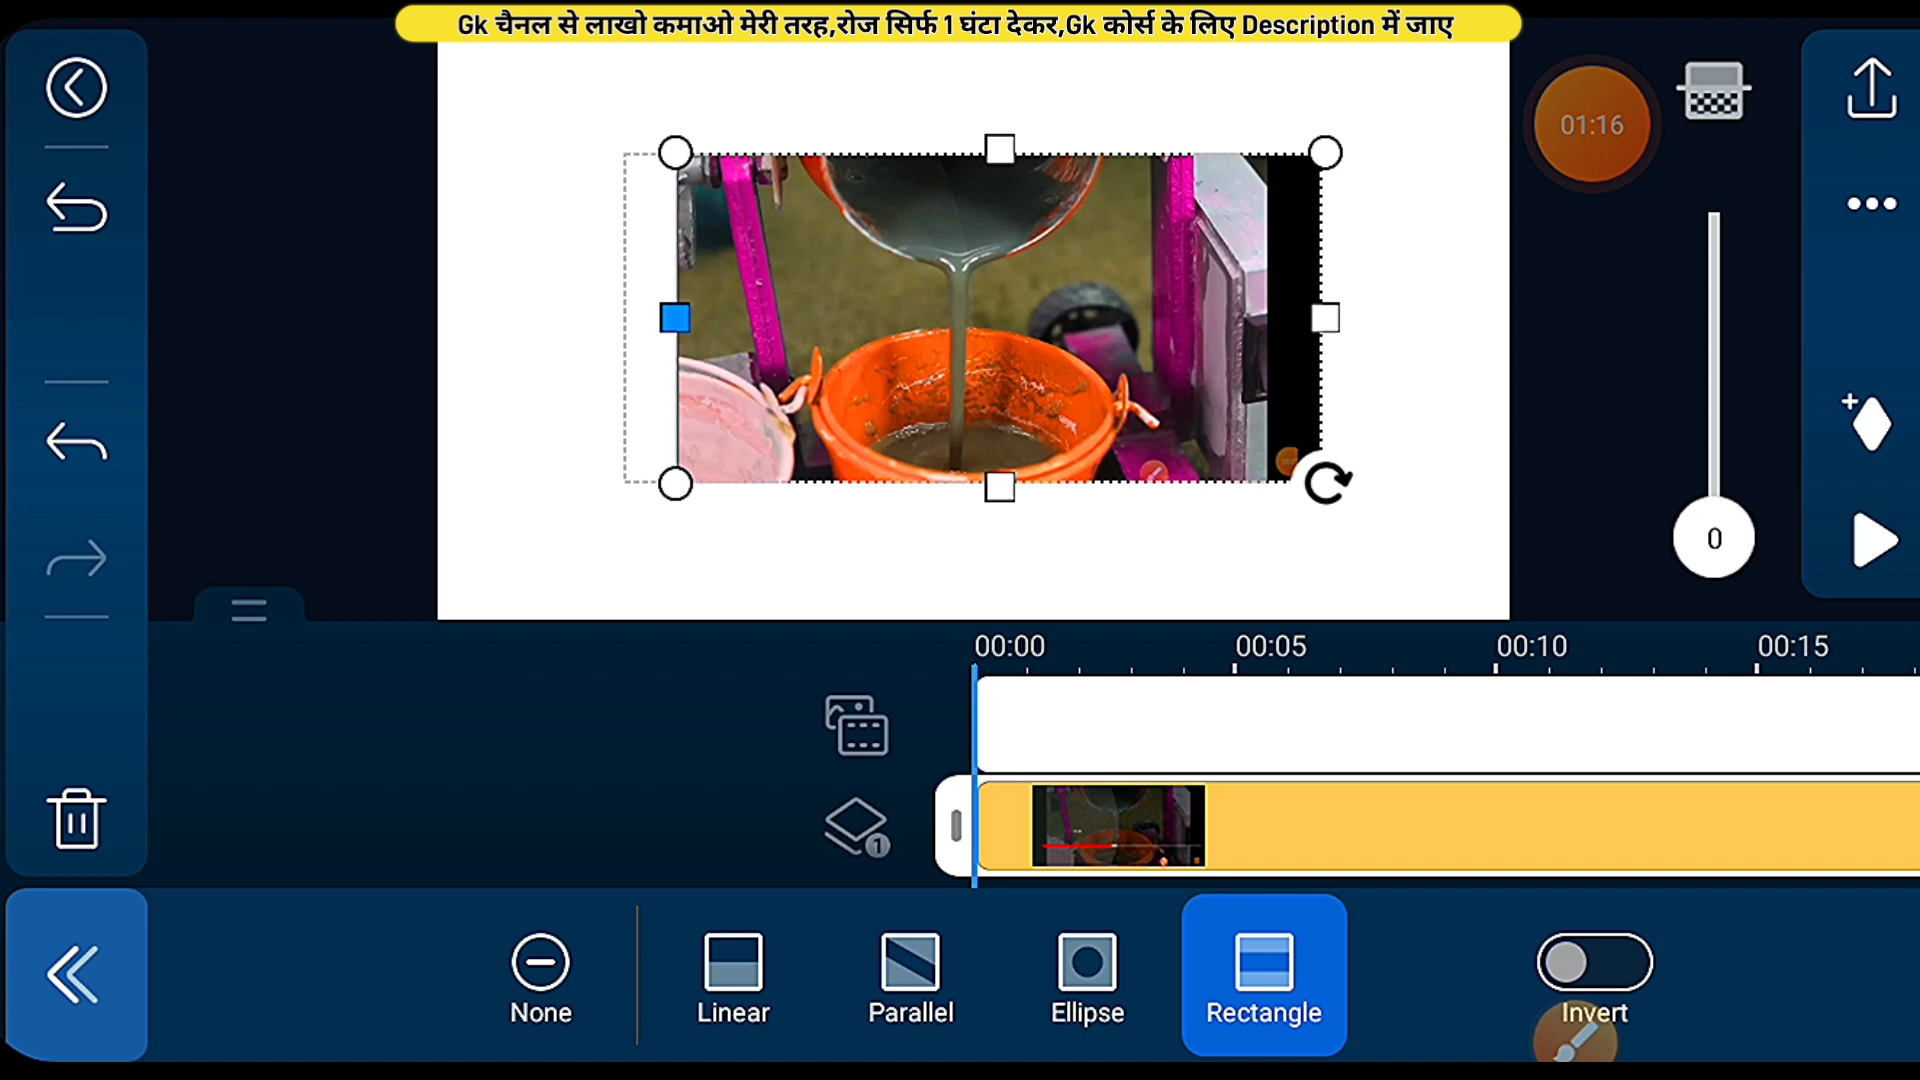 Gk चैनल से लाखो कमाओ मेरी तरह,रोज सिर्फ 1 घंटा देकर,Gk कोर्स के लिए Description में जाए
01:16
0
00:00 00:05 00:10 00:15
1
None Linear Parallel Ellipse Rectangle Invert